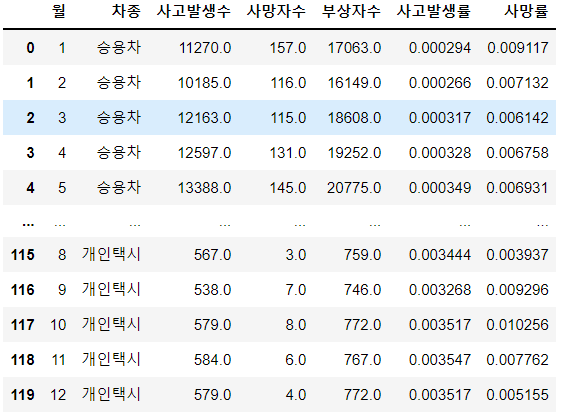 월 차종 사고발생수 사망자수 부상자수 사고발생률 사망률
0 1 승용차 11270.0 157.0 17063.0 0.000294 0.009117
1 2 승용차 10185.0 116.0 16149.0 0.000266 0.007132
2 3 승용차 12163.0 115.0 18608.0 0.000317 0.006142
3 4 승용차 12597.0 131.0 19252.0 0.000328 0.006758
4 5 승용차 13388.0 145.0 20775.0 0.000349 0.006931
... ... ... ... ... ... ... ...
115 8 개인택시 567.0 3.0 759.0 0.003444 0.003937
116 9 개인택시 538.0 7.0 746.0 0.003268 0.009296
117 10 개인택시 579.0 8.0 772.0 0.003517 0.010256
118 11 개인택시 584.0 6.0 767.0 0.003547 0.007762
119 12 개인택시 579.0 4.0 772.0 0.003517 0.005155